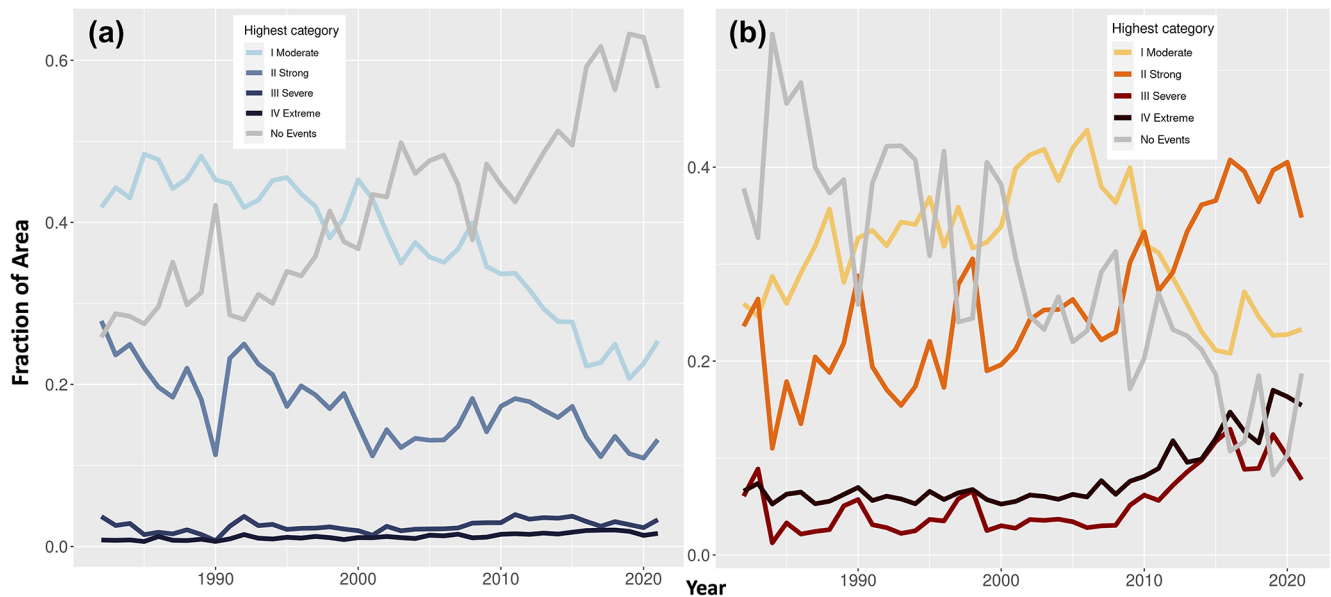 (a)
Highest category
I Moderate
II Strong
III Severe
IV Extreme
No Events
0.6
0.4
0.2
0.0
Fraction of Area
1990
2000
2010
2020
(b)
Highest category
I Moderate
II Strong
III Severe
IV Extreme
No Events
0.4
0.2
0.0
1990
2000
2010
2020
Year